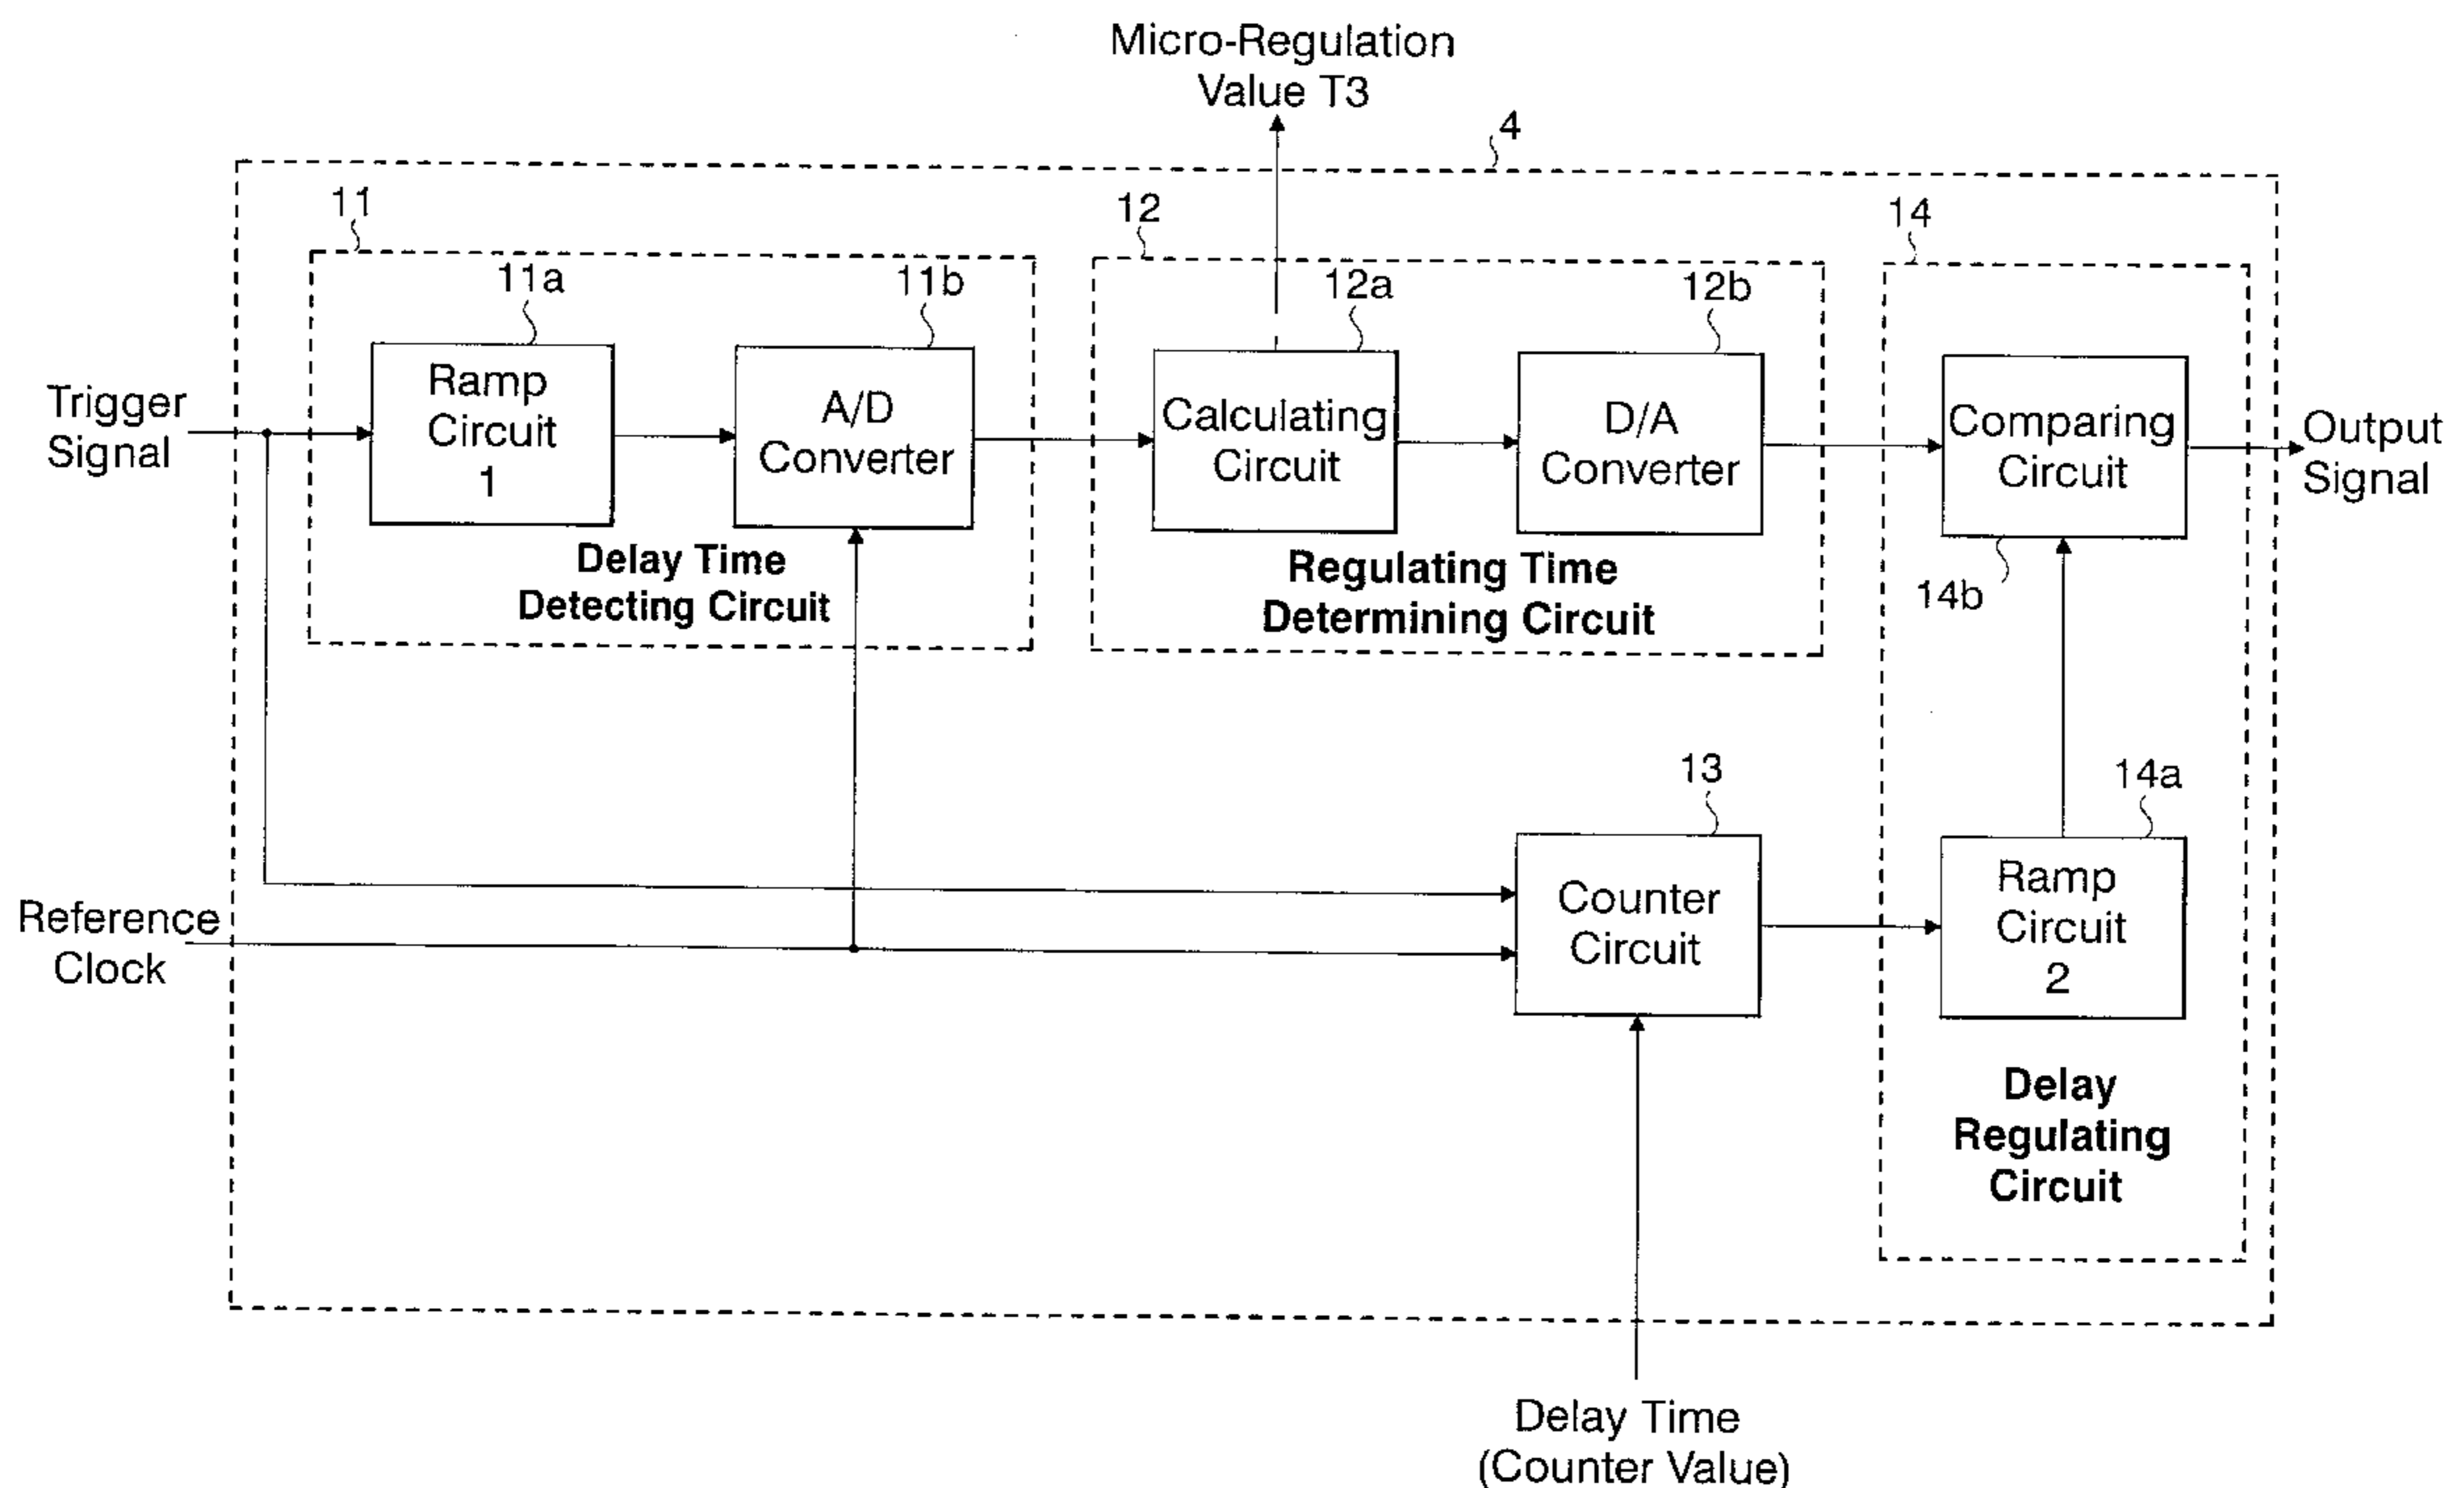 Micro-Regulation
Value T3
4
11
12
14
11a
11b
12a
12b
Trigger
Signal
Ramp
Circuit
1
A/D
Converter
Calculating
Circuit
D/A
Converter
Comparing
Circuit
Output
Signal
Delay Time
Detecting Circuit
Regulating Time
Determining Circuit
14b
13
14a
Reference
Clock
Counter
Circuit
Ramp
Circuit
2
Delay
Regulating
Circuit
Delay Time
(Counter Value)